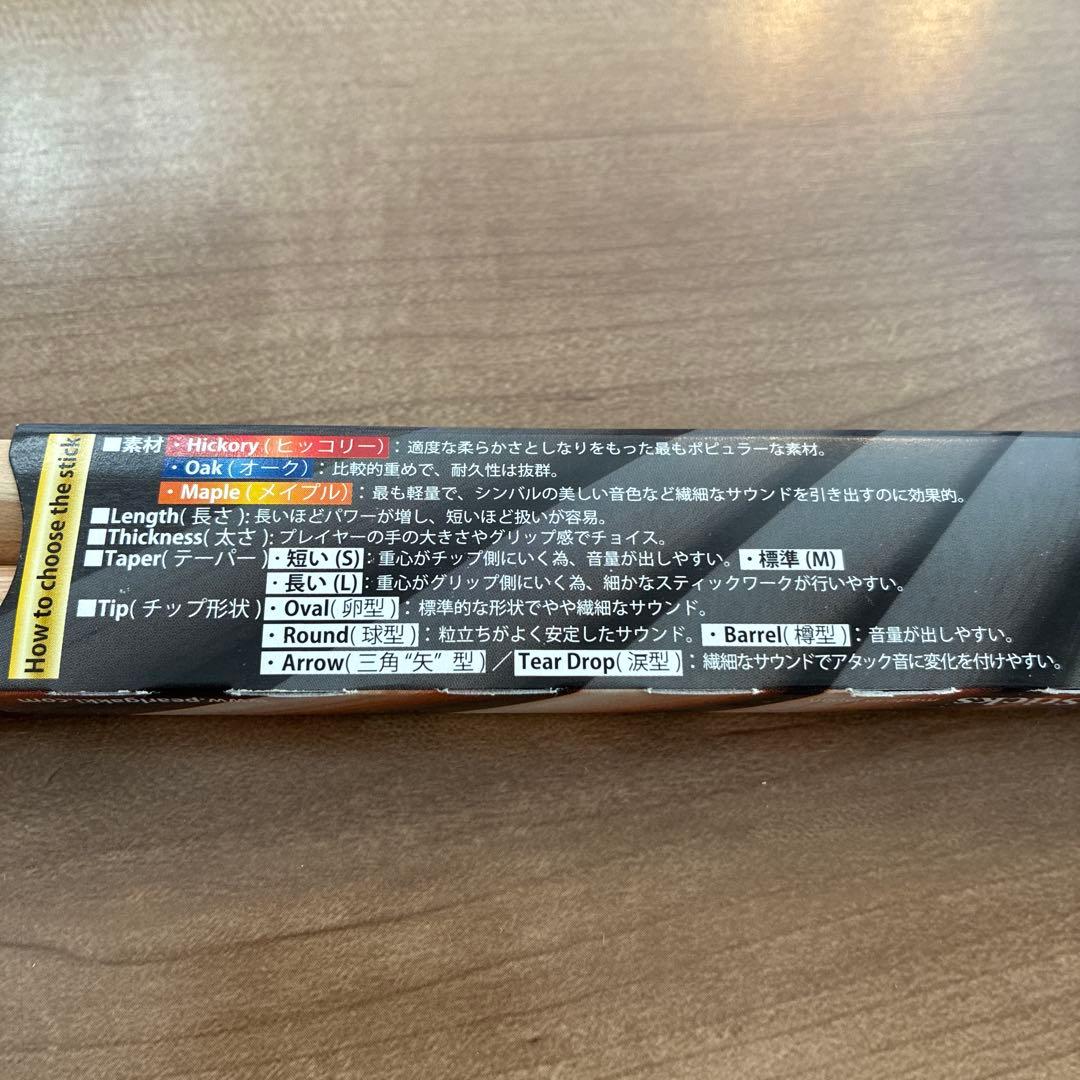 How to choose the stick
■素材・Hickory(ヒッコリー):適度な柔らかさとしなりをもった最もポピュラーな素材。
・Oak(オーク):比較的重めで、耐久性は抜群。
・Maple(メイプル):最も軽量で、シンバルの美しい音色など繊細なサウンドを引き出すのに効果的。
■Length(長さ):長いほどパワーが増し、短いほど扱いが容易。
■Thickness(太さ):プレイヤーの手の大きさやグリップ感でチョイス。
■Taper(テーパー)・短い(S):重心がチップ側にいく為、音量が出しやすい。・標準(M)
・長い(L):重心がグリップ側にいく為、細かなスティックワークが行いやすい。
■Tip(チップ形状)・Oval(卵型):標準的な形状でやや繊細なサウンド。
・Round(球型):粒立ちがよく安定したサウンド。・Barrel(樽型):音量が出しやすい。
・Arrow(三角“矢”型)/Tear Drop(涙型):繊細なサウンドでアタック音に変化を付けやすい。
www.pearlgakki.com